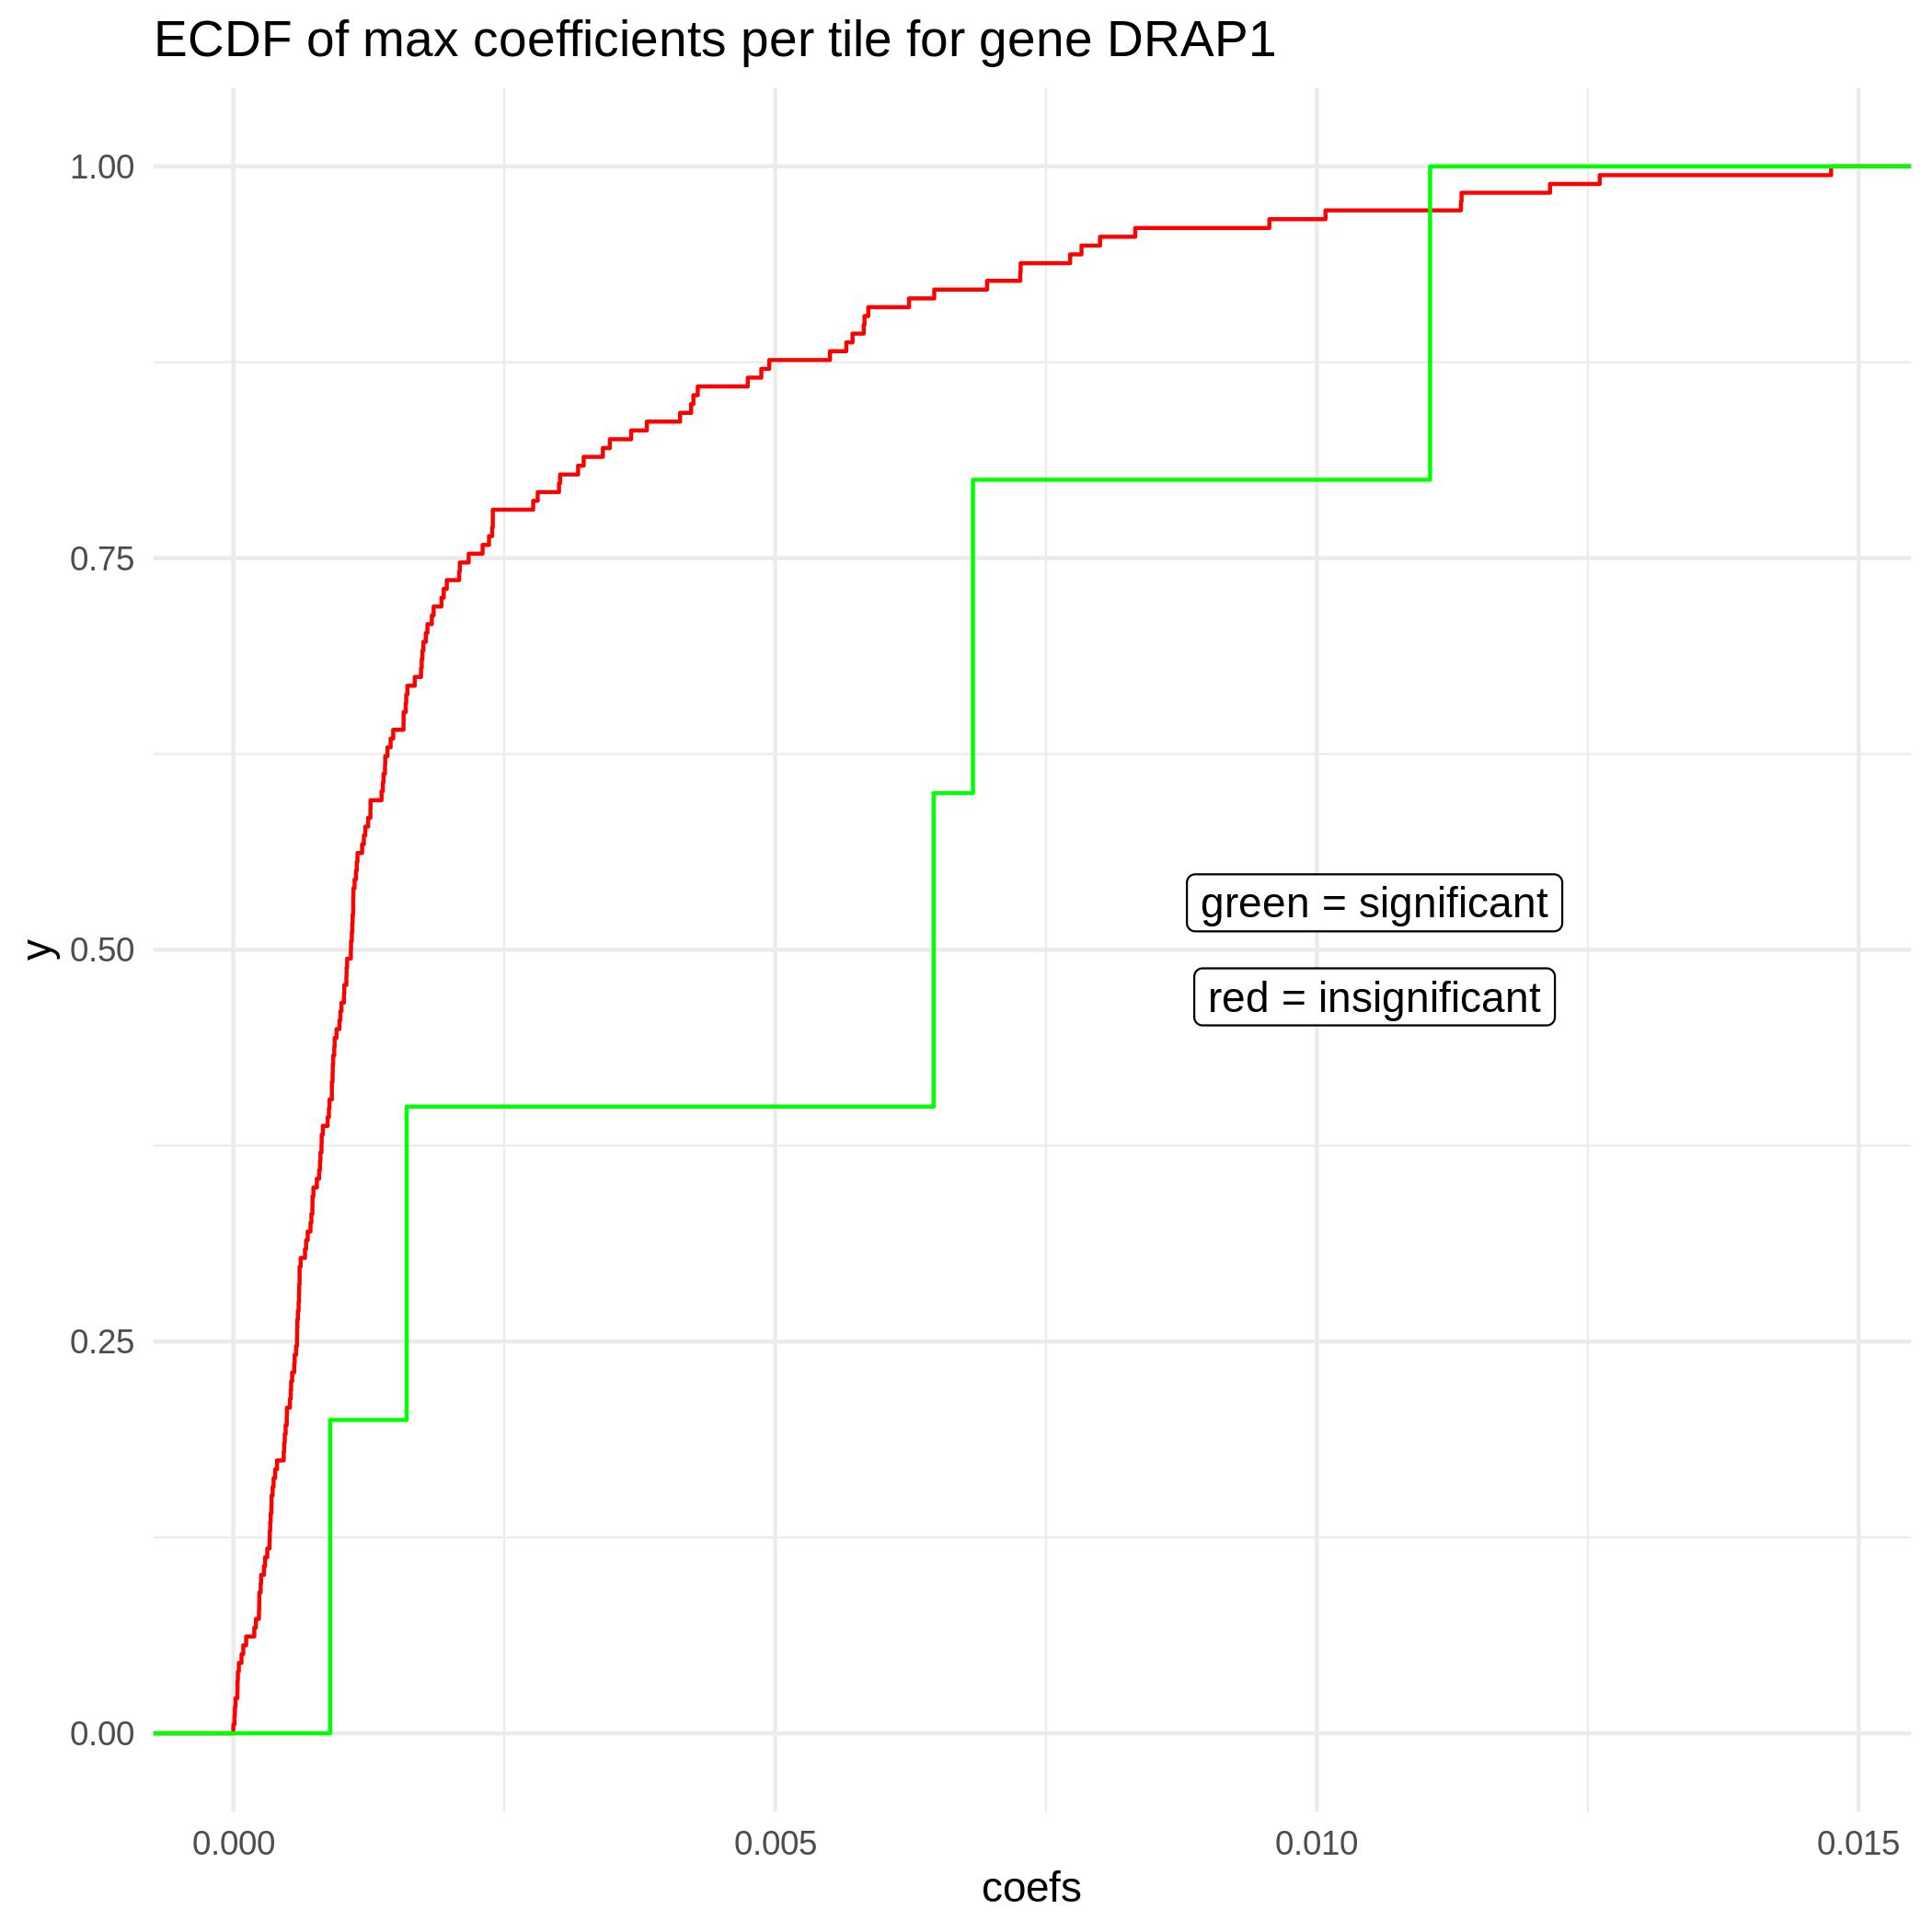 ECDF of max coefficients per tile for gene DRAP1
1.00
0.75
0.50
0.25
0.00
y
green = significant
red = insignificant
0.000 0.005 0.010 0.015
coefs